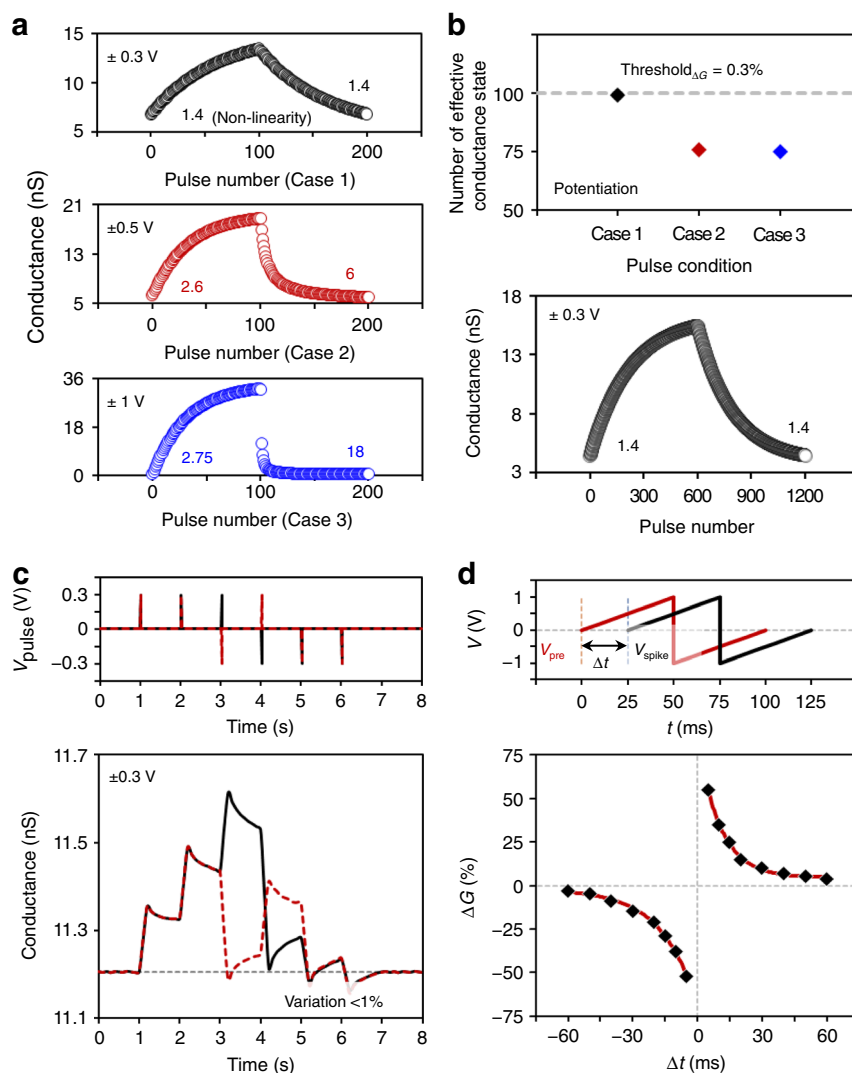 a
Conductance (nS)
15
10
5
± 0.3 V
1.4 (Non-linearity)
1.4
0 100 200
Pulse number (Case 1)
21
13
5
±0.5 V
2.6
6
0 100 200
Pulse number (Case 2)
36
18
0
± 1 V
2.75
18
0 100 200
Pulse number (Case 3)
b
Number of effective
conductance state
100
75
50
Threshold ΔG = 0.3%
Potentiation
Case 1 Case 2 Case 3
Pulse condition
Conductance (nS)
18
13
8
3
± 0.3 V
1.4
1.4
0 300 600 900 1200
Pulse number
c
Vpulse (V)
0.3
0
−0.3
0 1 2 3 4 5 6 7 8
Time (s)
Conductance (nS)
11.7
11.5
11.3
11.1
±0.3 V
Variation <1%
0 1 2 3 4 5 6 7 8
Time (s)
d
V (V)
1
0
−1
Vpre
Δt
Vspike
0 25 50 75 100 125
t (ms)
ΔG (%)
75
50
25
0
−25
−50
−75
−60 −30 0 30 60
Δt (ms)